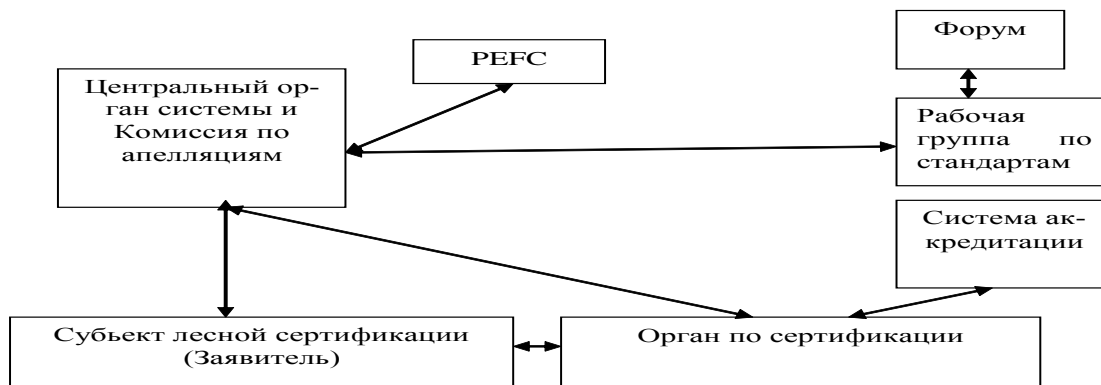 Форум
PEFC
Центральный ор-
ган системы и
Комиссия по
апелляциям
Рабочая
группа по
стандартам
Система ак-
кредитации
Субьект лесной сертификации
(Заявитель)
Орган по сертификации